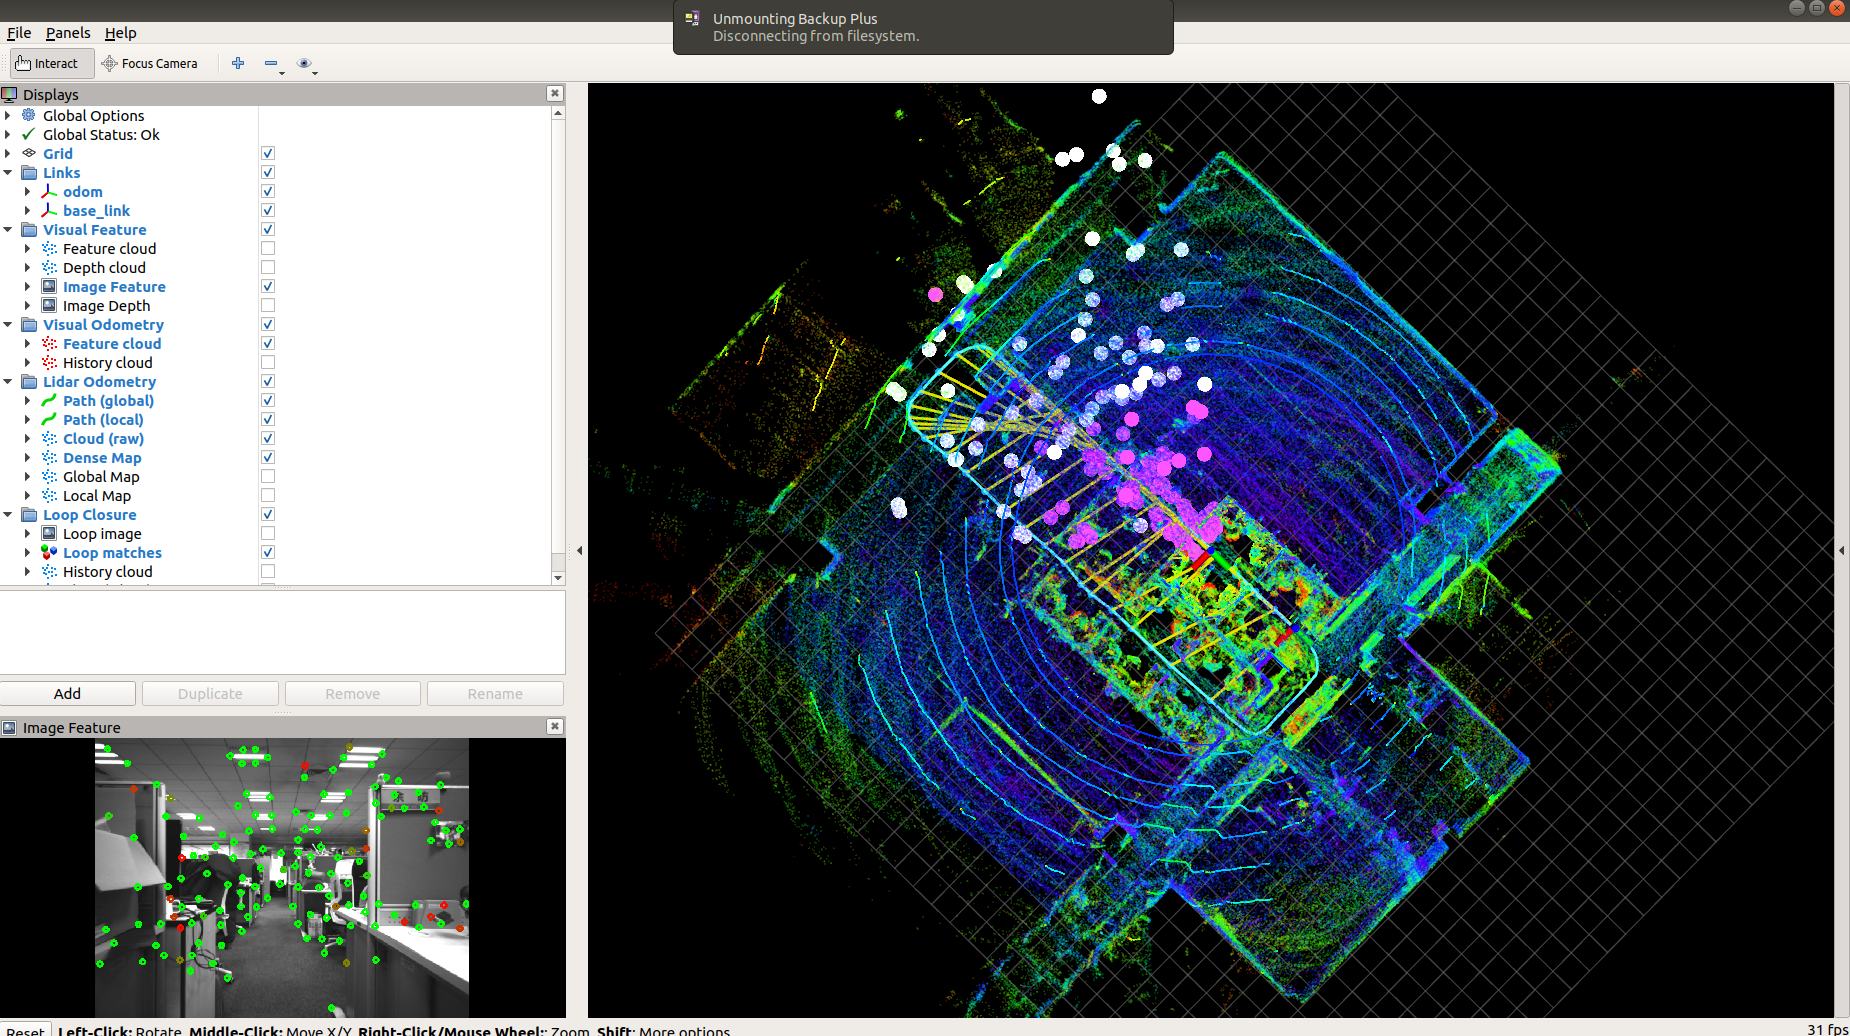 Unmounting Backup Plus
Disconnecting from filesystem.
File Panels Help
Interact Focus Camera
Displays
Global Options
Global Status: Ok
Grid
Links
odom
base_link
Visual Feature
Feature cloud
Depth cloud
Image Feature
Image Depth
Visual Odometry
Feature cloud
History cloud
Lidar Odometry
Path (global)
Path (local)
Cloud (raw)
Dense Map
Global Map
Local Map
Loop Closure
Loop image
Loop matches
History cloud
Add Duplicate Remove Rename
Image Feature
Reset Left-Click: Rotate. Middle-Click: Move X/Y. Right-Click/Mouse Wheel:: Zoom. Shift: More options. 31 fps